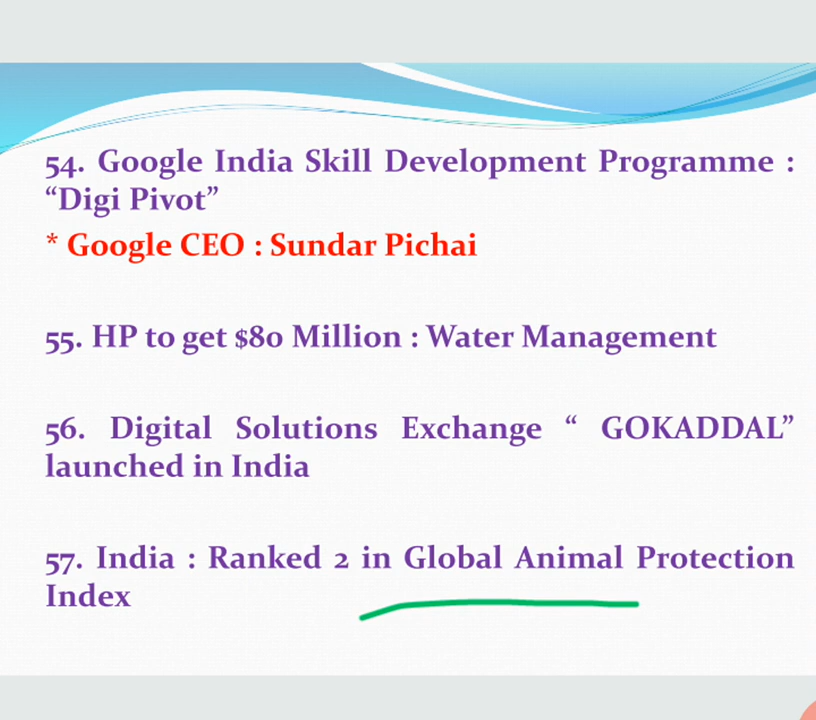 54. Google India Skill Development Programme :
“Digi Pivot”
* Google CEO : Sundar Pichai
55. HP to get $80 Million : Water Management
56. Digital Solutions Exchange “ GOKADDAL”
launched in India
57. India : Ranked 2 in Global Animal Protection
Index